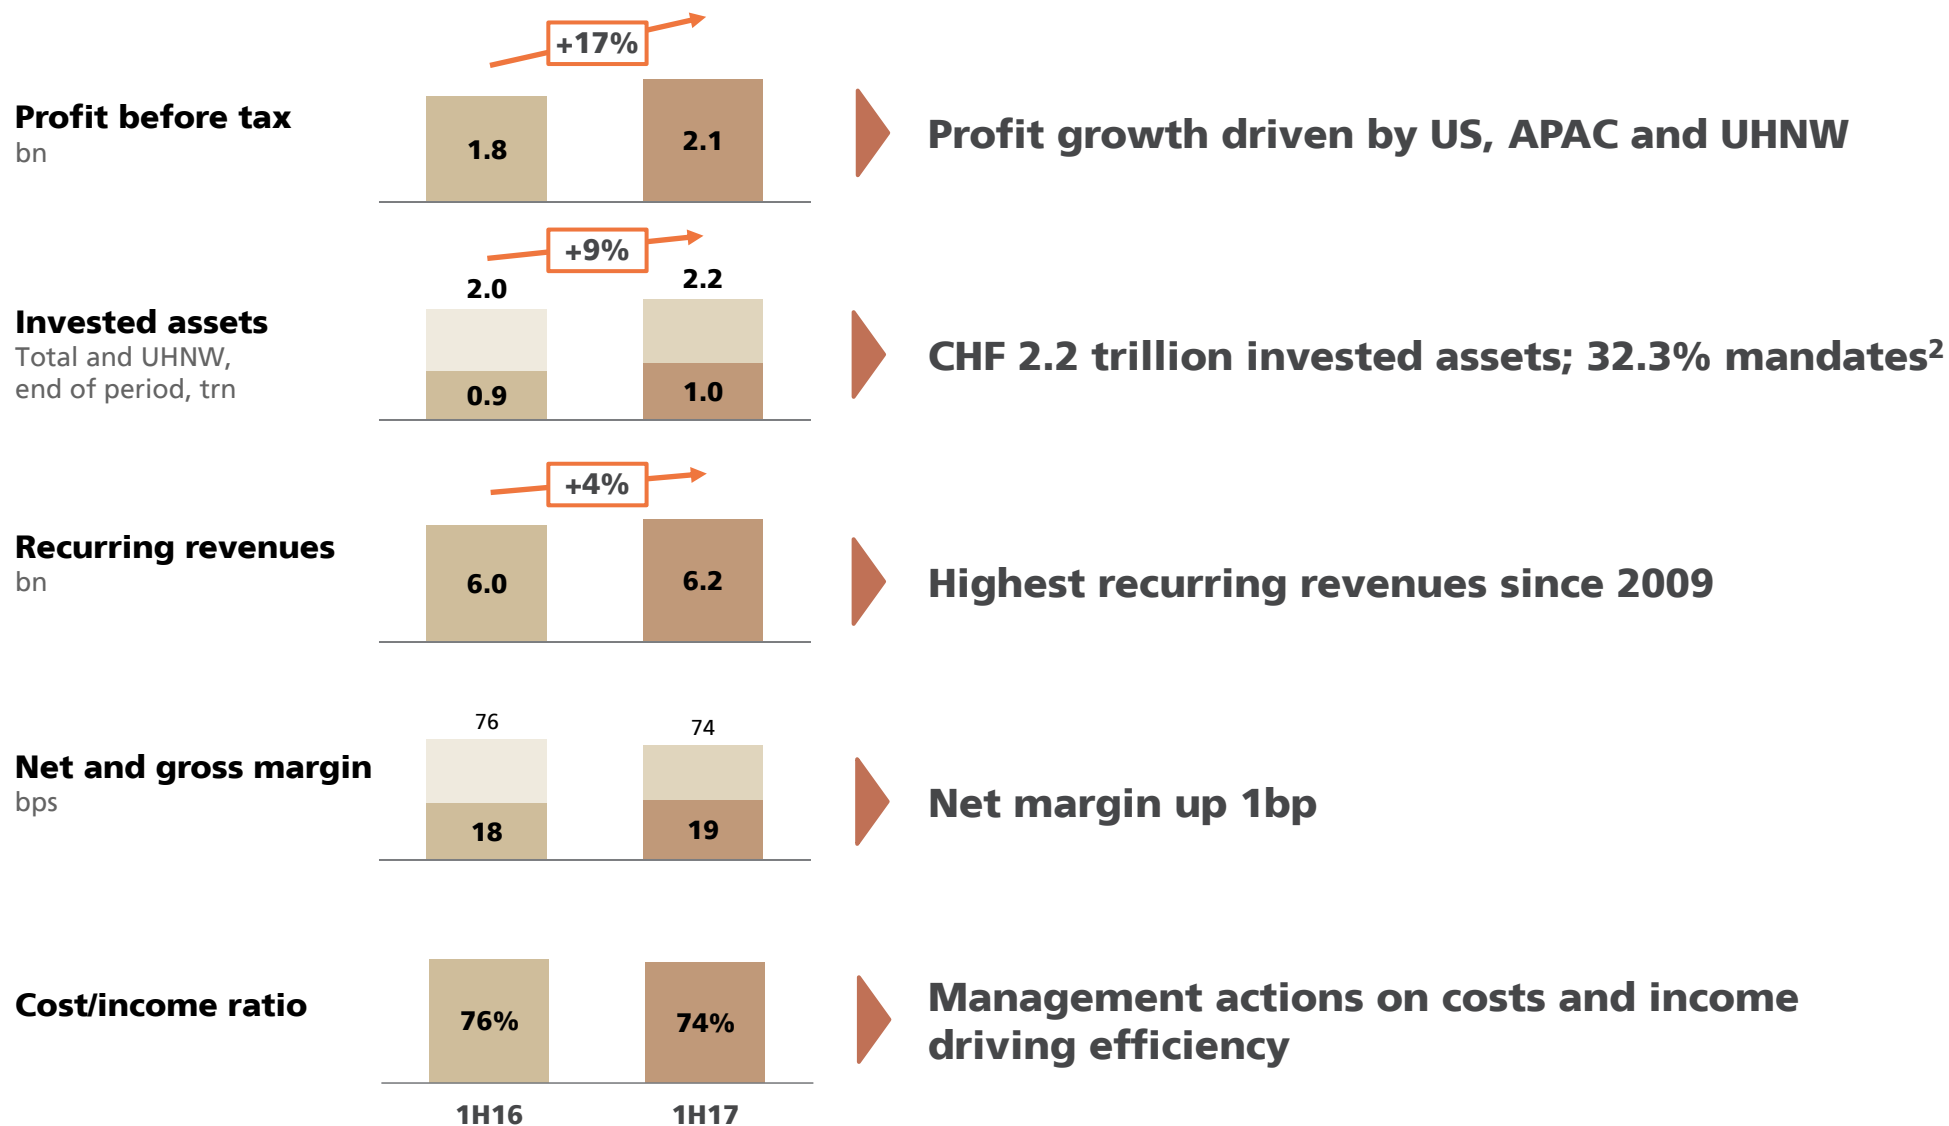 +17%
Profit before tax
bn
1.8
2.1
Profit growth driven by US, APAC and UHNW
+9%
2.0
2.2
Invested assets
Total and UHNW,
end of period, trn
0.9
1.0
CHF 2.2 trillion invested assets; 32.3% mandates²
+4%
Recurring revenues
bn
6.0
6.2
Highest recurring revenues since 2009
76
74
Net and gross margin
bps
18
19
Net margin up 1bp
Cost/income ratio
76%
74%
Management actions on costs and income
driving efficiency
1H16
1H17